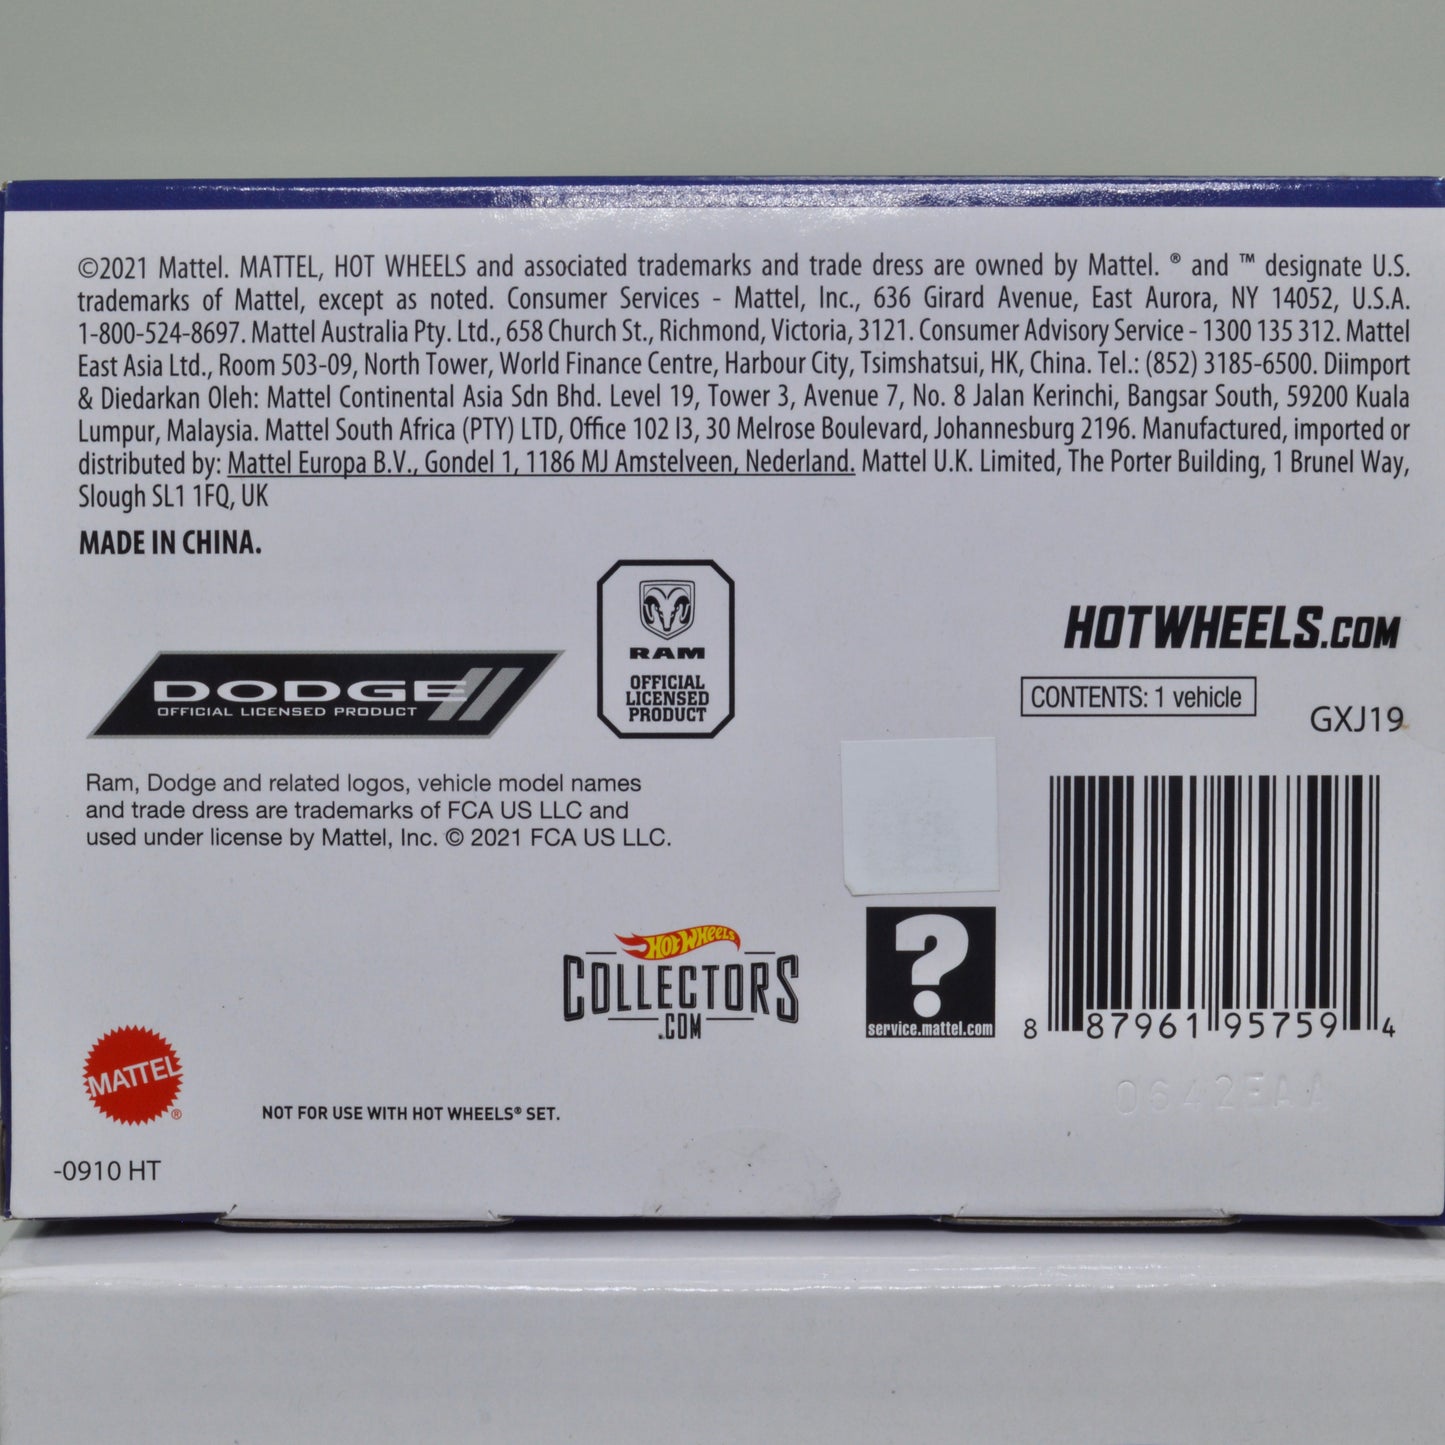 ©2021 Mattel. MATTEL, HOT WHEELS and associated trademarks and trade dress are owned by Mattel. ® and ™ designate U.S.
trademarks of Mattel, except as noted. Consumer Services - Mattel, Inc., 636 Girard Avenue, East Aurora, NY 14052, U.S.A.
1-800-524-8697. Mattel Australia Pty. Ltd., 658 Church St., Richmond, Victoria, 3121. Consumer Advisory Service - 1300 135 312. Mattel
East Asia Ltd., Room 503-09, North Tower, World Finance Centre, Harbour City, Tsimshatsui, HK, China. Tel.: (852) 3185-6500. Diimport
& Diedarkan Oleh: Mattel Continental Asia Sdn Bhd. Level 19, Tower 3, Avenue 7, No. 8 Jalan Kerinchi, Bangsar South, 59200 Kuala
Lumpur, Malaysia. Mattel South Africa (PTY) LTD, Office 102 I3, 30 Melrose Boulevard, Johannesburg 2196. Manufactured, imported or
distributed by: Mattel Europa B.V., Gondel 1, 1186 MJ Amstelveen, Nederland. Mattel U.K. Limited, The Porter Building, 1 Brunel Way,
Slough SL1 1FQ, UK
MADE IN CHINA.
DODGE
OFFICIAL LICENSED PRODUCT
RAM
OFFICIAL
LICENSED
PRODUCT
HOTWHEELS.COM
CONTENTS: 1 vehicle
GXJ19
Ram, Dodge and related logos, vehicle model names
and trade dress are trademarks of FCA US LLC and
used under license by Mattel, Inc. © 2021 FCA US LLC.
HOT WHEELS
COLLECTORS
.COM
?
service.mattel.com
8 87961 95759 4
0642FAA
MATTEL®
NOT FOR USE WITH HOT WHEELS® SET.
-0910 HT